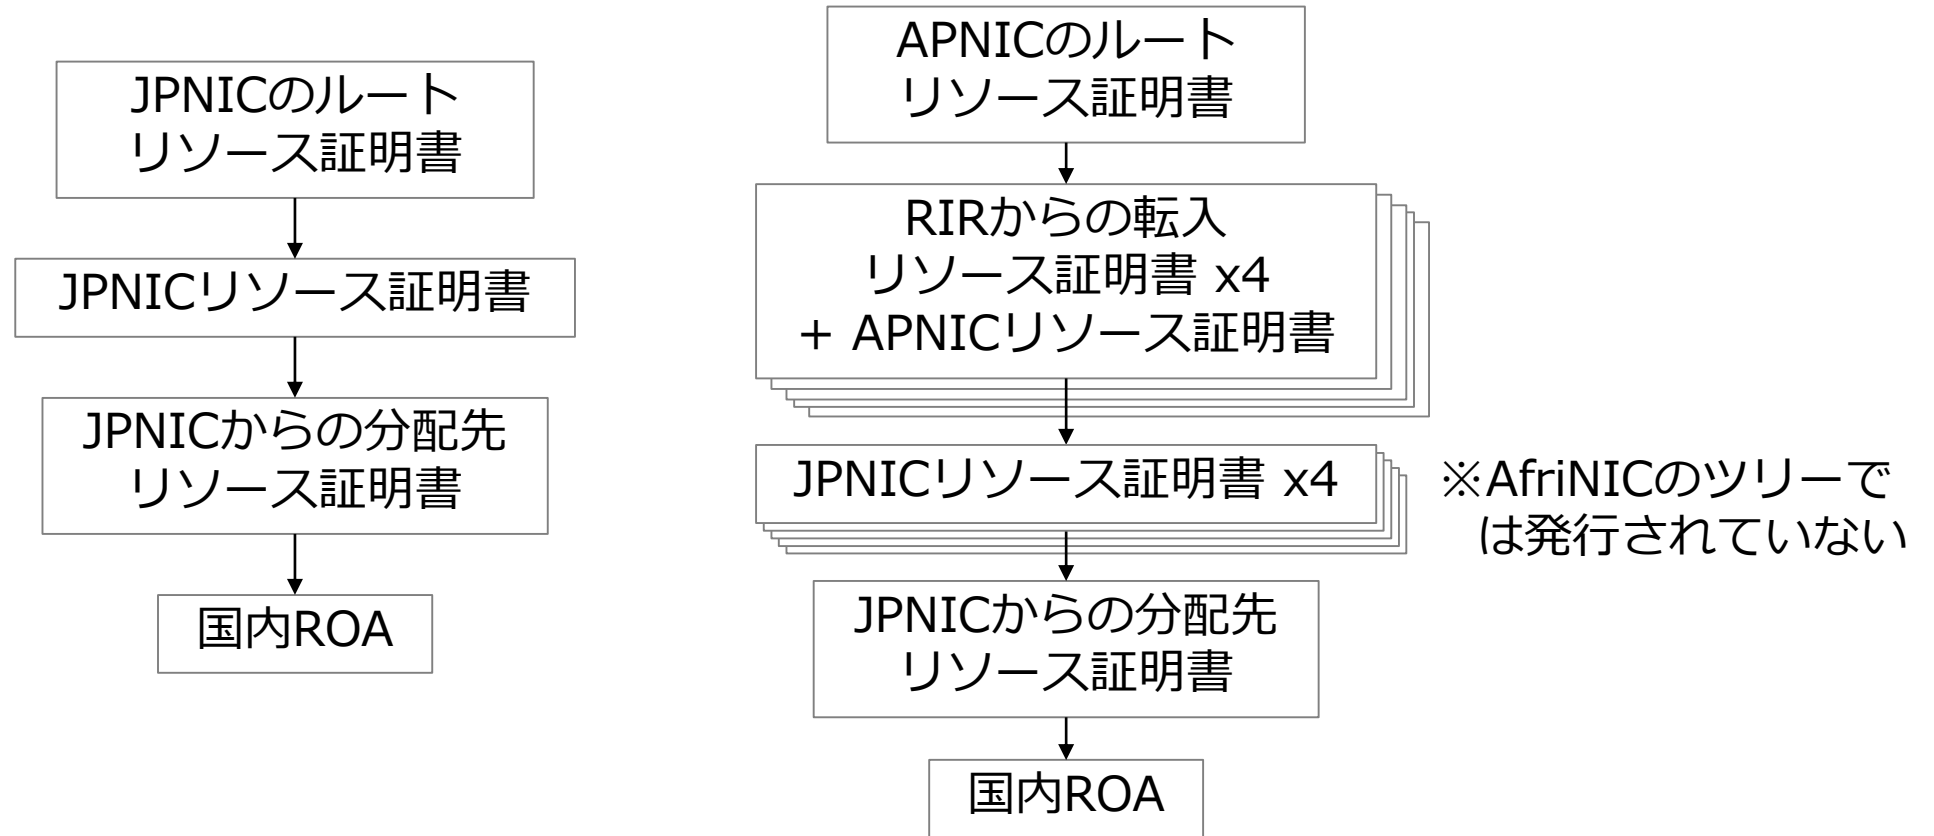 JPNICのルート
リソース証明書
JPNICリソース証明書
JPNICからの分配先
リソース証明書
国内ROA
APNICのルート
リソース証明書
RIRからの転入
リソース証明書 x4
+ APNICリソース証明書
JPNICリソース証明書 x4
※AfriNICのツリーで
は発行されていない
JPNICからの分配先
リソース証明書
国内ROA